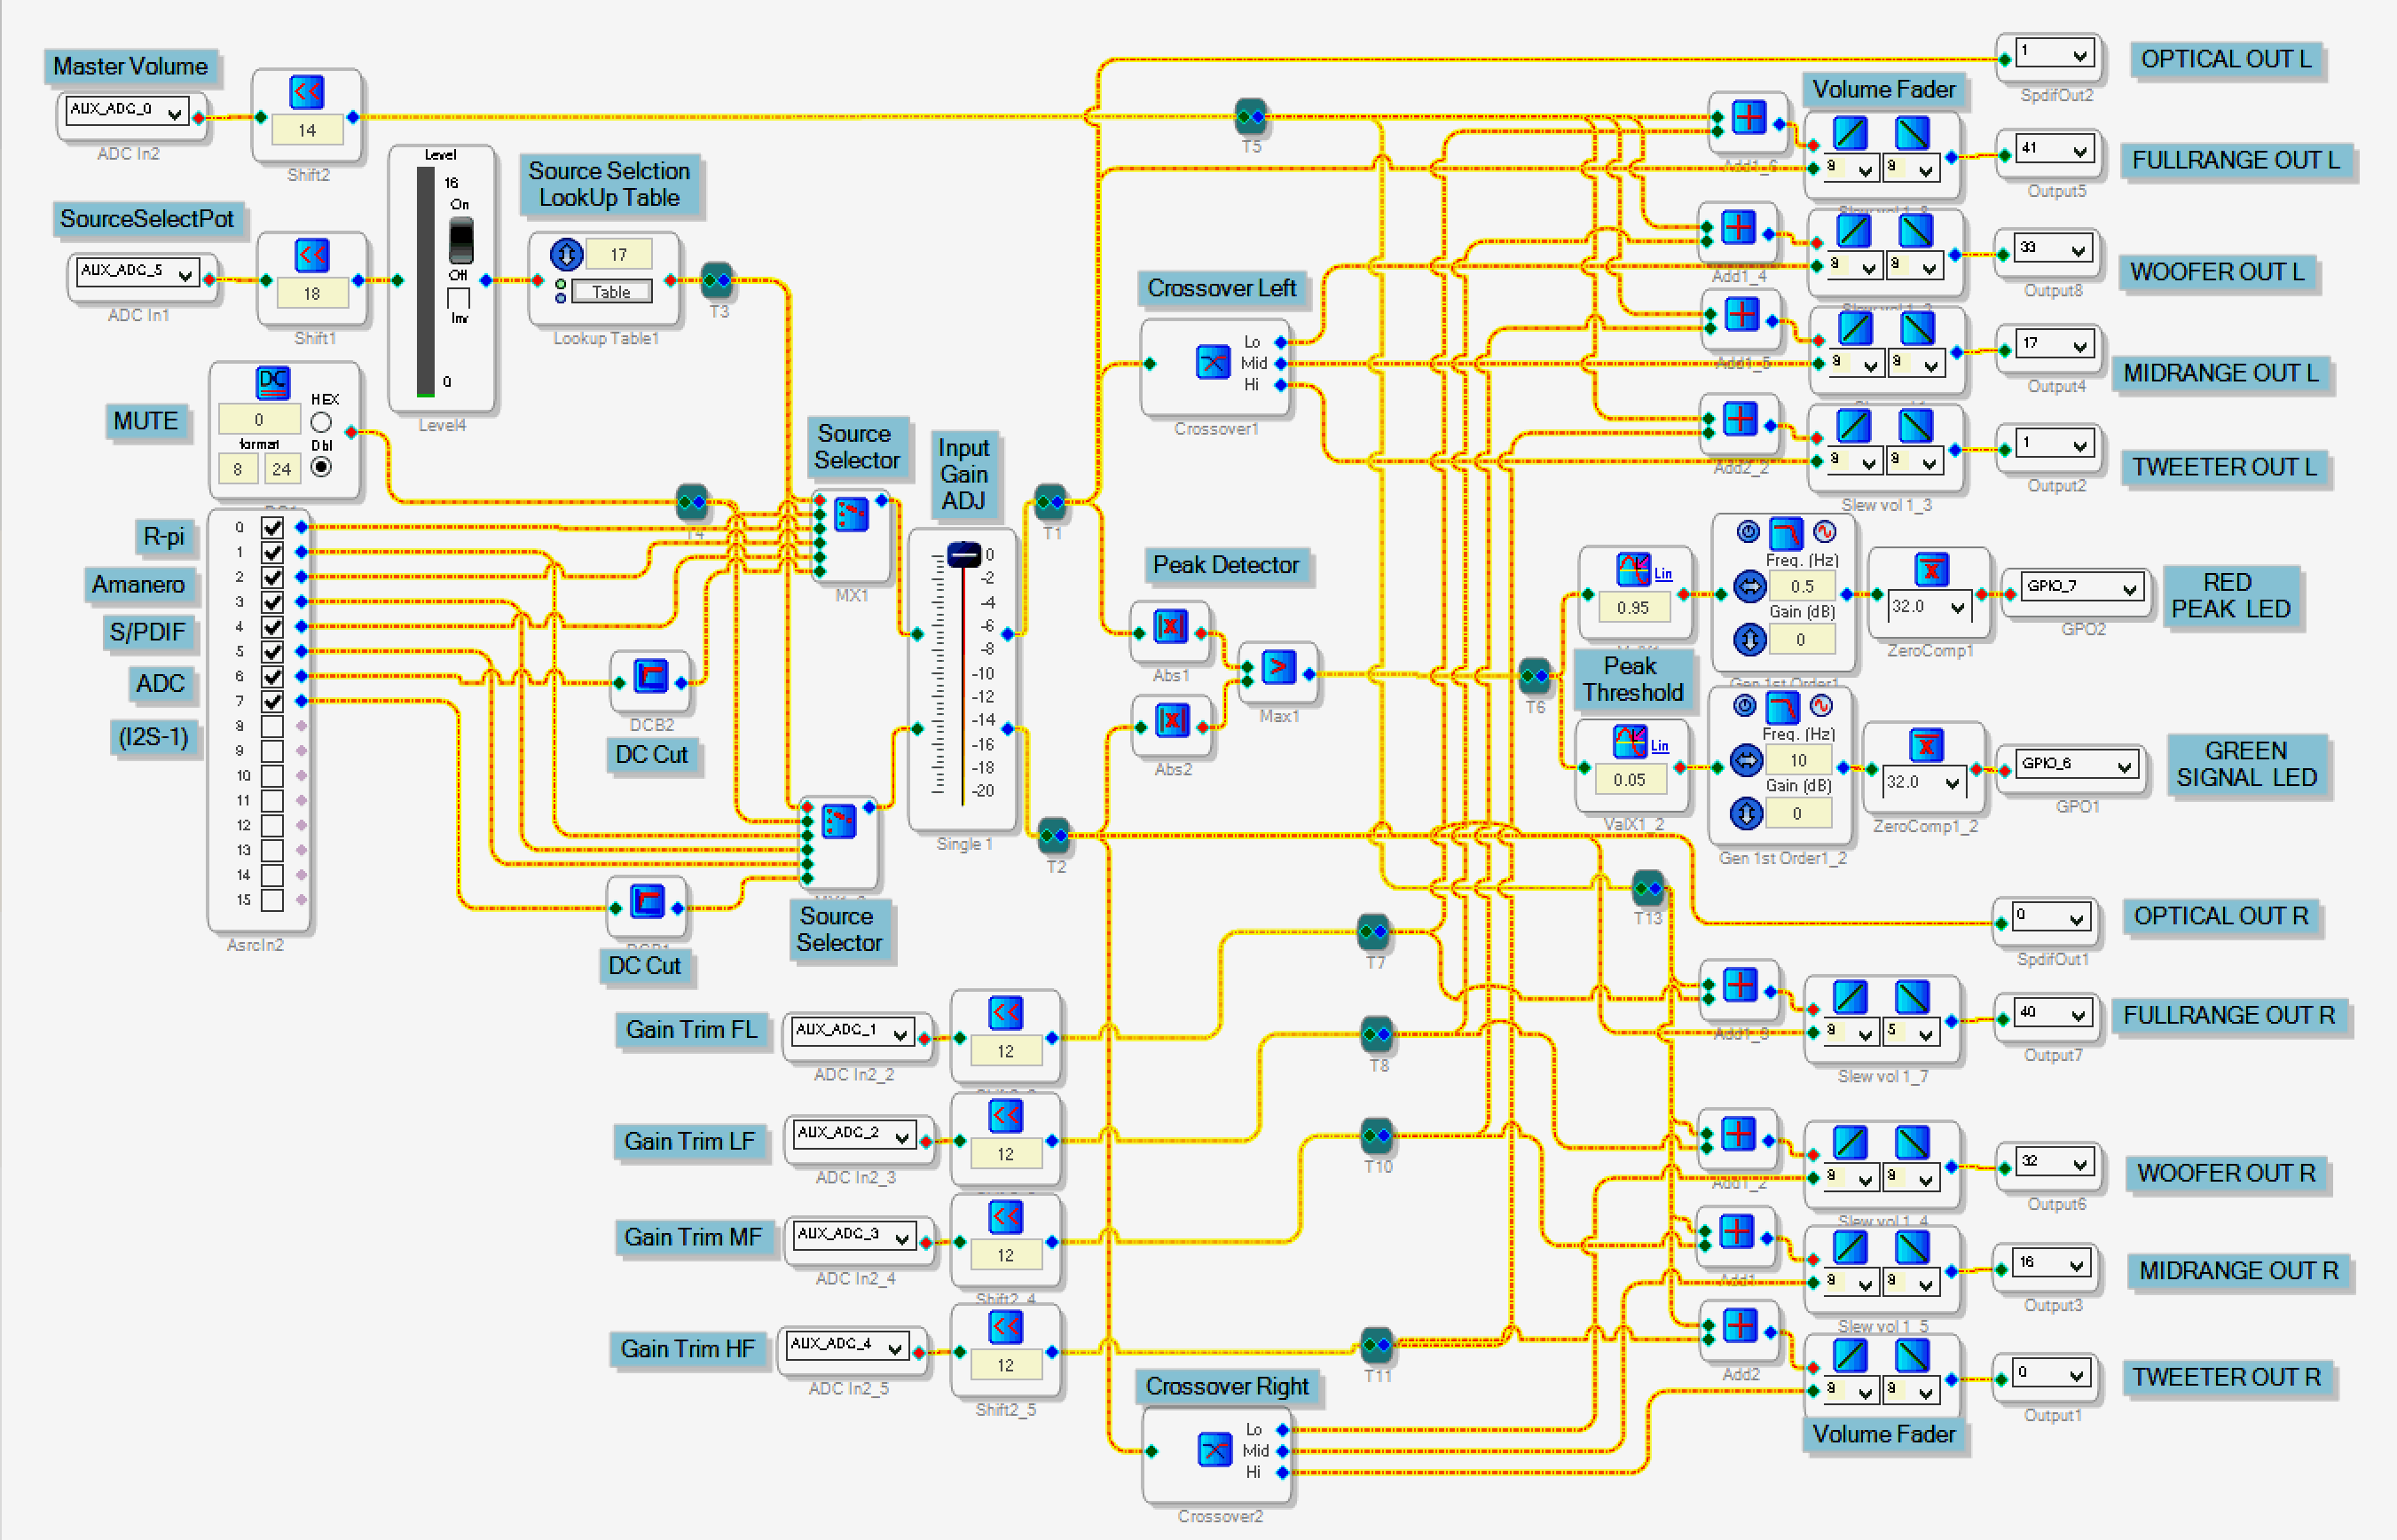 Master Volume
AUX_ADC_0
ADC In2
14
Shift2
SourceSelectPot
AUX_ADC_5
ADC In1
18
Shift1
Level
16
On
Off
Inv
0
Level4
Source Selction
LookUp Table
17
Table
Lookup Table1
T3
MUTE
DC
0
HEX
format
Dbl
8
24
R-pi
Amanero
S/PDIF
ADC
(I2S-1)
0
1
2
3
4
5
6
7
8
9
10
11
12
13
14
15
AsrcIn2
T4
DCB2
DC Cut
DCB1
DC Cut
Source
Selector
MX1
Source
Selector
Input
Gain
ADJ
0
-2
-4
-6
-8
-10
-12
-14
-16
-18
-20
Single 1
T1
T2
T5
Crossover Left
Lo
Mid
Hi
Crossover1
Peak Detector
|X|
Abs1
|X|
Abs2
>
Max1
T6
Peak
Threshold
Lin
0.95
Lin
0.05
ValX1_2
Freq. (Hz)
0.5
Gain (dB)
0
Gen 1st Order1
Freq. (Hz)
10
Gain (dB)
0
Gen 1st Order1_2
32.0
ZeroComp1
32.0
ZeroComp1_2
GPIO_7
GPO2
RED
PEAK LED
GPIO_6
GPO1
GREEN
SIGNAL LED
1
SpdifOut2
OPTICAL OUT L
Volume Fader
Add1_6
41
Output5
FULLRANGE OUT L
Add1_4
33
Output8
WOOFER OUT L
Add1_5
17
Output4
MIDRANGE OUT L
Add2_2
Slew vol 1_3
1
Output2
TWEETER OUT L
T13
0
SpdifOut1
OPTICAL OUT R
5
Slew vol 1_7
40
Output7
FULLRANGE OUT R
Add1_2
Slew vol 1_4
32
Output6
WOOFER OUT R
Add1
Slew vol 1_5
16
Output3
MIDRANGE OUT R
Add2
Volume Fader
0
Output1
TWEETER OUT R
Gain Trim FL
AUX_ADC_1
ADC In2_2
12
T7
Gain Trim LF
AUX_ADC_2
ADC In2_3
12
T8
Gain Trim MF
AUX_ADC_3
ADC In2_4
12
Shift2_4
T10
Gain Trim HF
AUX_ADC_4
ADC In2_5
12
Shift2_5
T11
Crossover Right
Lo
Mid
Hi
Crossover2